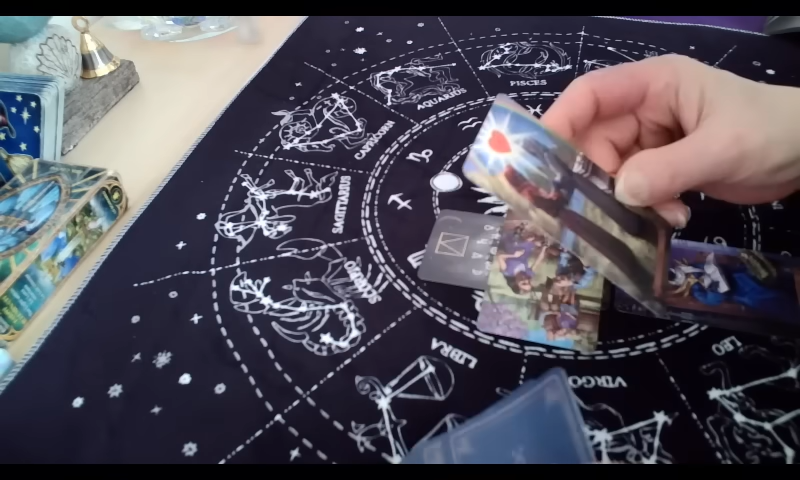 PISCES
AQUARIUS
CAPRICORN
SAGITTARIUS
SCORPIO
LIBRA
VIRGO
LEO